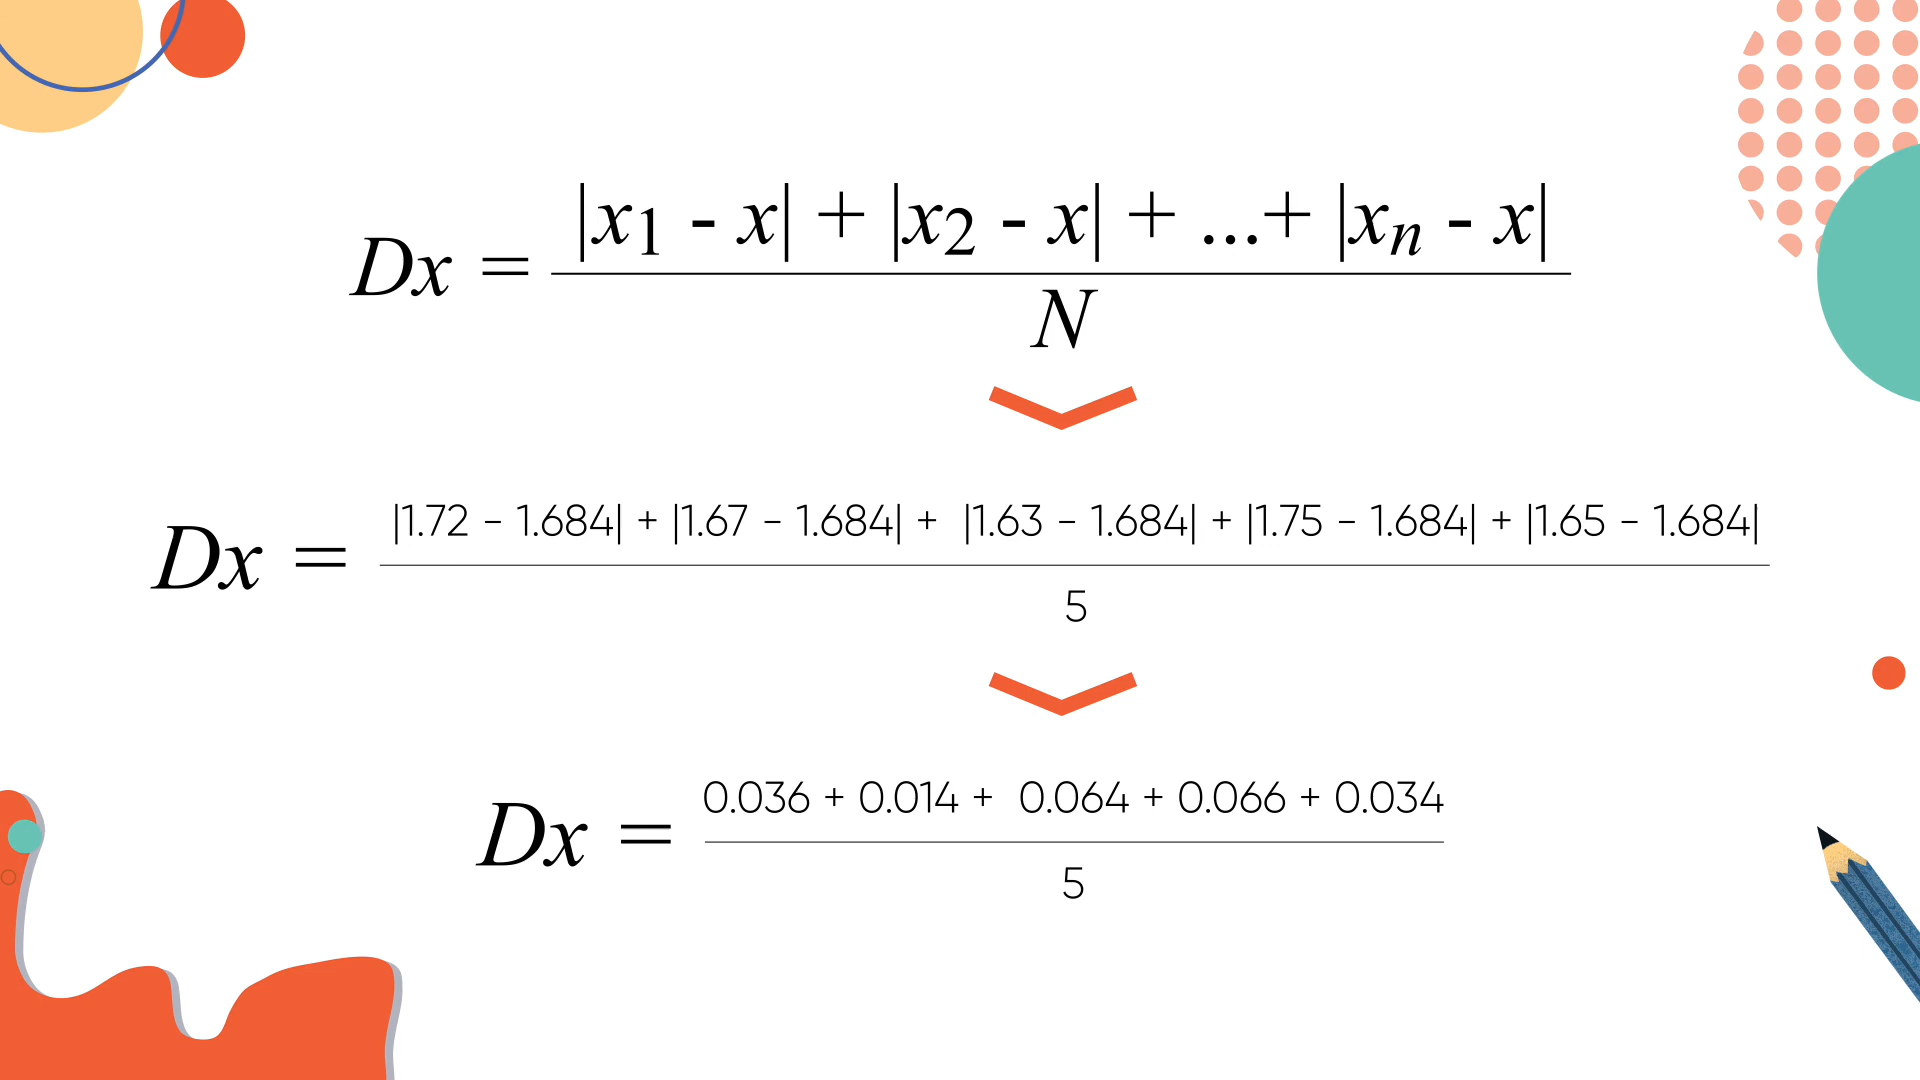 Dx = |x1 - x| + |x2 - x| + ...+ |xn - x|
N
Dx = |1.72 – 1.684| + |1.67 – 1.684| + |1.63 – 1.684| + |1.75 – 1.684| + |1.65 – 1.684|
5
Dx = 0.036 + 0.014 + 0.064 + 0.066 + 0.034
5